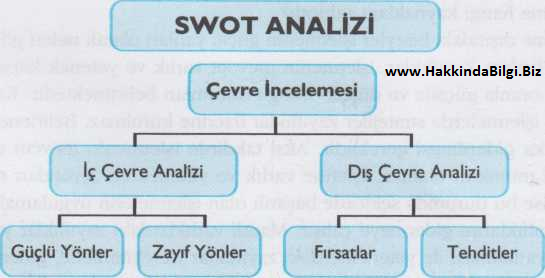 SWOT ANALİZİ
www.HakkindaBilgi.Biz
Çevre İncelemesi
İç Çevre Analizi
Dış Çevre Analizi
Güçlü Yönler
Zayıf Yönler
Fırsatlar
Tehditler